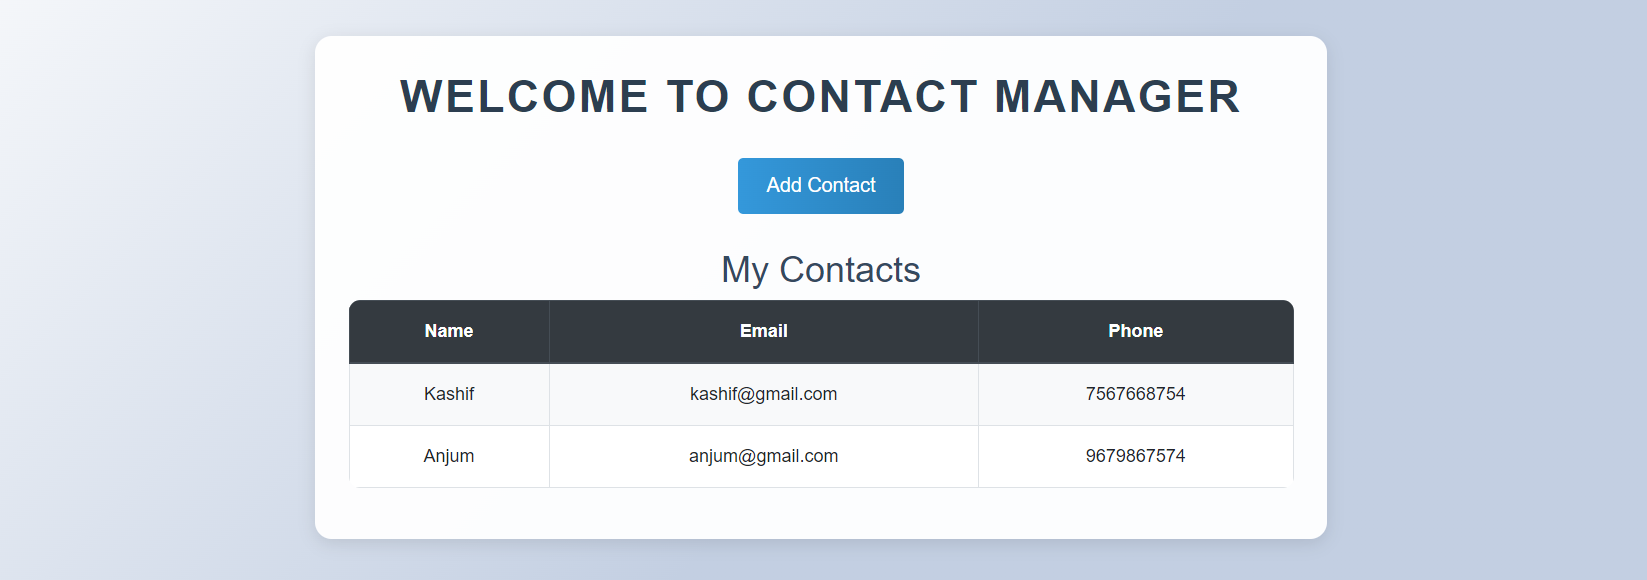 WELCOME TO CONTACT MANAGER
Add Contact
My Contacts
Name Email Phone
Kashif kashif@gmail.com 7567668754
Anjum anjum@gmail.com 9679867574